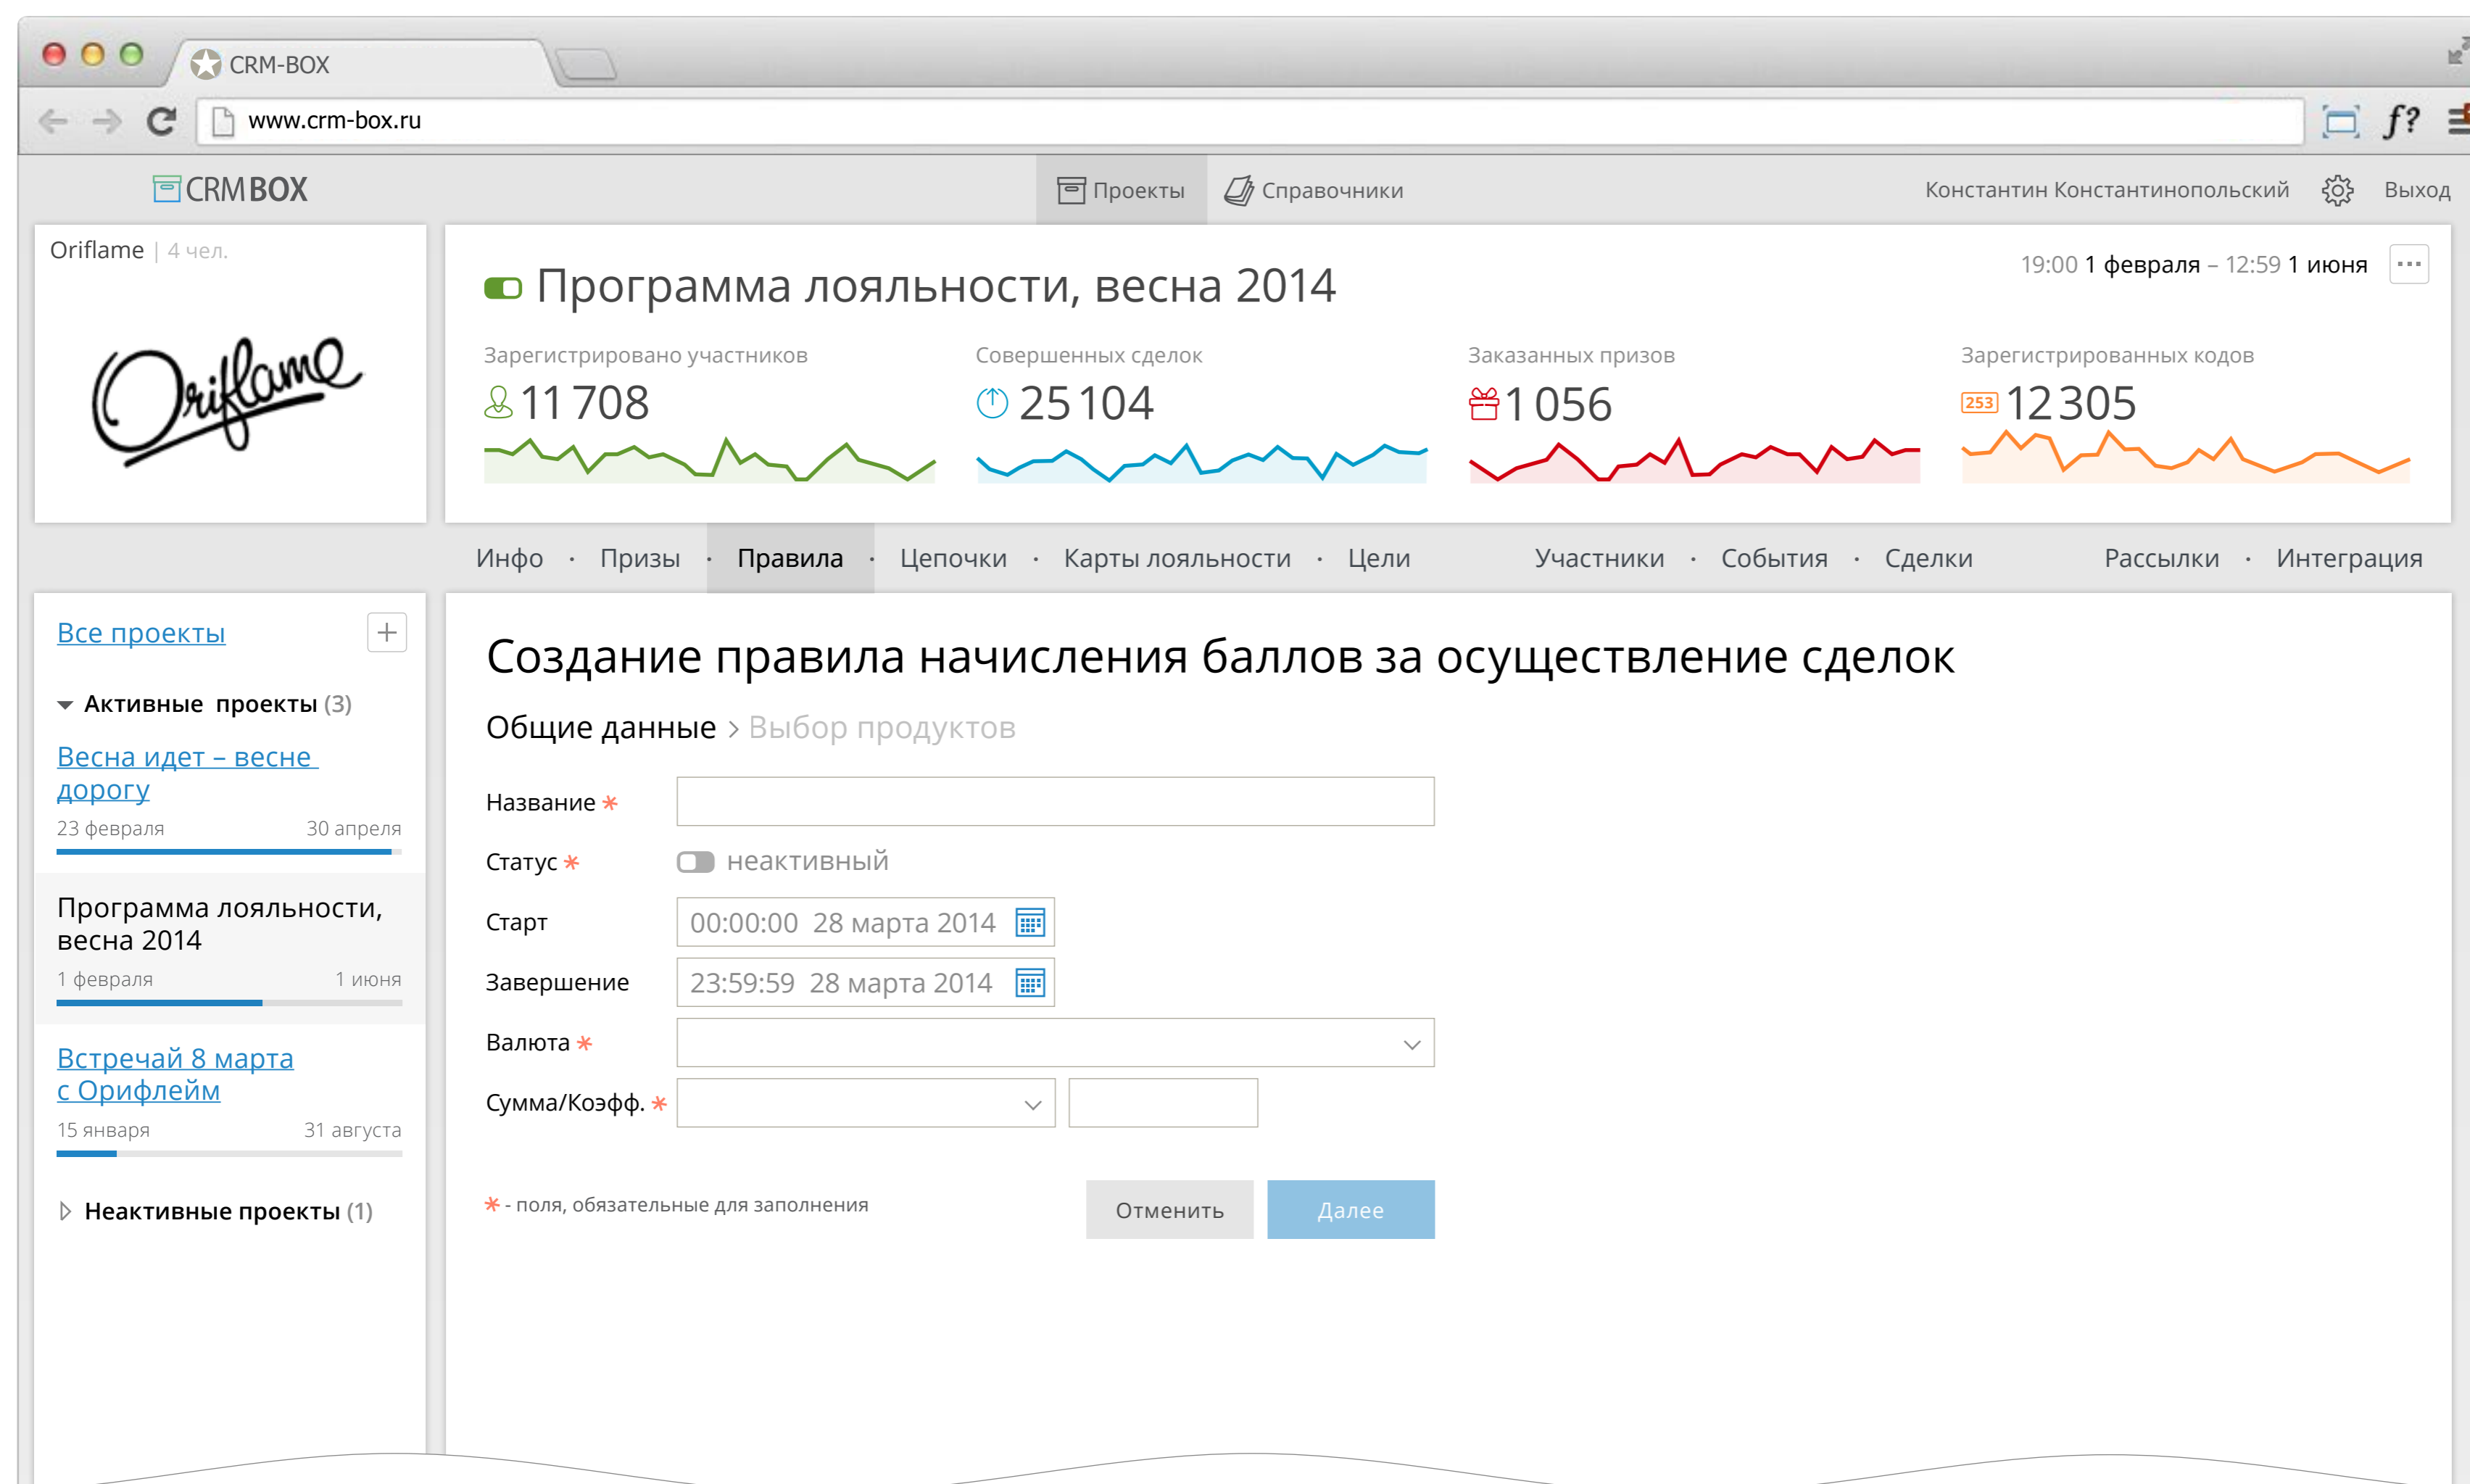 CRM-BOX
www.crm-box.ru
f?
CRMBOX
Проекты
Справочники
Константин Константинопольский
Выход
Oriflame | 4 чел.
Oriflame
Программа лояльности, весна 2014
19:00 1 февраля – 12:59 1 июня
Зарегистрировано участников
11 708
Совершенных сделок
25 104
Заказанных призов
1 056
Зарегистрированных кодов
253 12 305
Инфо · Призы · Правила · Цепочки · Карты лояльности · Цели Участники · События · Сделки Рассылки · Интеграция
Все проекты
Активные проекты (3)
Весна идет – весне
дорогу
23 февраля 30 апреля
Программа лояльности,
весна 2014
1 февраля 1 июня
Встречай 8 марта
с Орифлейм
15 января 31 августа
Неактивные проекты (1)
Создание правила начисления баллов за осуществление сделок
Общие данные > Выбор продуктов
Название *
Статус * неактивный
Старт 00:00:00 28 марта 2014
Завершение 23:59:59 28 марта 2014
Валюта *
Сумма/Коэфф. *
* - поля, обязательные для заполнения
Отменить
Далее